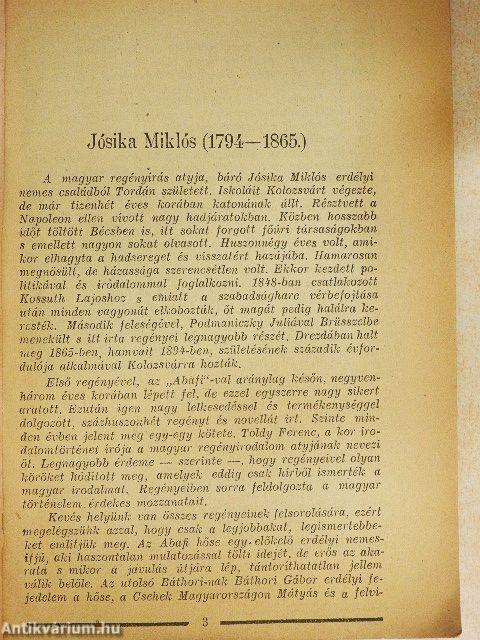 Jósika Miklós (1794—1865.)
A magyar regényírás atyja, báró Jósika Miklós erdélyi
nemes családból Tordán született. Iskoláit Kolozsvárt végezte,
de már tizenhét éves korában katonának állt. Résztvett a
Napoleon ellen vívott nagy hadjáratokban. Közben hosszabb
időt töltött Bécsben is, itt sokat forgott főúri társaságokban
s emellett nagyon sokat olvasott. Husszonnégy éves volt, ami-
kor elhagyta a hadsereget és visszatért hazájába. Hamarosan
megnősült, de házassága szerencsétlen volt. Ekkor kezdett po-
litikával és irodalommal foglalkozni. 1848-ban csatlakozott
Kossuth Lajoshoz s emiatt a szabadságharc vérbefojtása
után minden vagyonát elkobozták, őt magát pedig halálra ke-
resték. Második feleségével, Podmaniczky Juliával Brüsszelbe
menekült s itt írta regényei legnagyobb részét. Drezdában halt
meg 1865-ben, hamvait 1894-ben, születésének századik évfor-
dulója alkalmával Kolozsvárra hozták.
Első regényével, az „Abafi“-val aránylag későn, negyven-
három éves korában lépett fel, de ezzel egyszerre nagy sikert
aratott. Ezután igen nagy lelkesedéssel és termékenységgel
dolgozott, százhuszonhét regényt és novellát írt. Szinte min-
den évben jelent meg egy-egy kötete. Toldy Ferenc, a kor iro-
dalomtörténet írója a magyar regényirodalom atyjának nevezi
őt. Legnagyobb érdeme — szerinte —, hogy regényeivel olyan
köröket hódított meg, amelyek eddig csak hírből ismerték a
magyar irodalmat. Regényeiben sorra feldolgozta a magyar
történelem érdekes mozzanatait.
Kevés helyünk van összes regényeinek felsorolására, ezért
megelégszünk azzal, hogy csak a legjobbakat, legismertebbe-
ket említjük meg. Az Abafi hőse egy előkelő erdélyi nemes-
ifjú, aki haszontalan mulatozással tölti idejét, de erős az aka-
rata s mikor a javulás útjára lép, tántoríthatatlan jellem
válik belőle. Az utolsó Báthori-nak Báthori Gábor erdélyi fe-
jedelem a hőse, a Csehek Magyarországon Mátyás és a felvi-
3
Antikvárium.hu